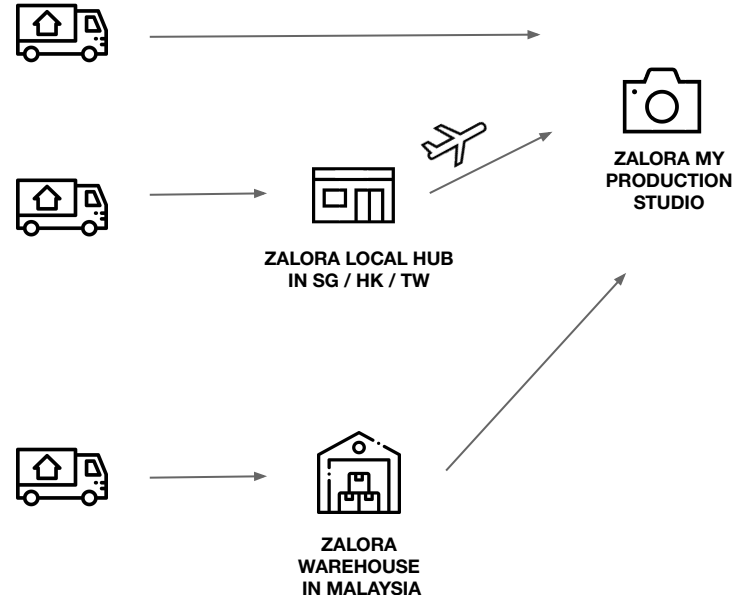 ZALORA MY
PRODUCTION
STUDIO
ZALORA LOCAL HUB
IN SG / HK / TW
ZALORA
WAREHOUSE
IN MALAYSIA